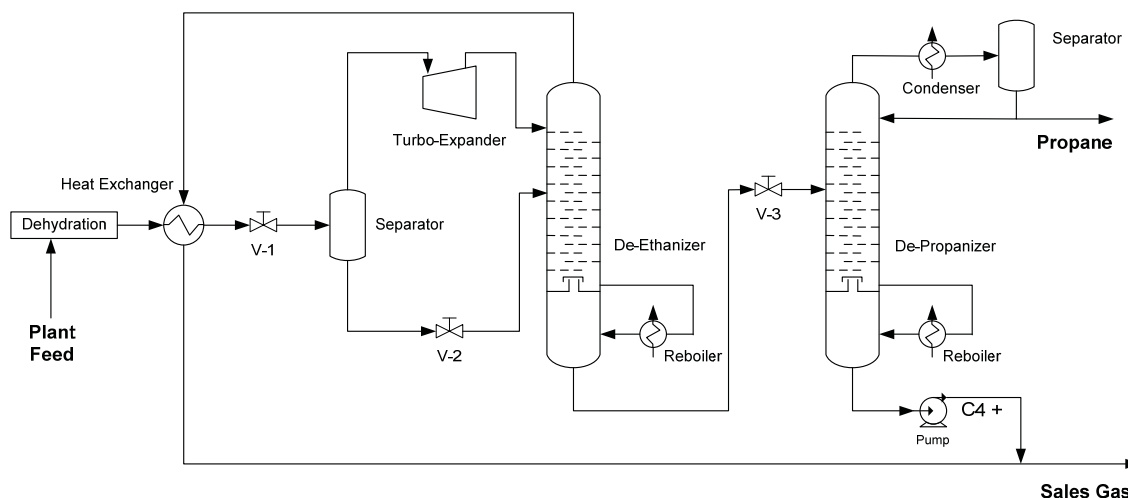 Separator
Condenser
Propane
Turbo-Expander
Heat Exchanger
Dehydration
V-1
Separator
V-3
De-Ethanizer
De-Propanizer
Plant
Feed
V-2
Reboiler
Reboiler
C4 +
Pump
Sales Gas